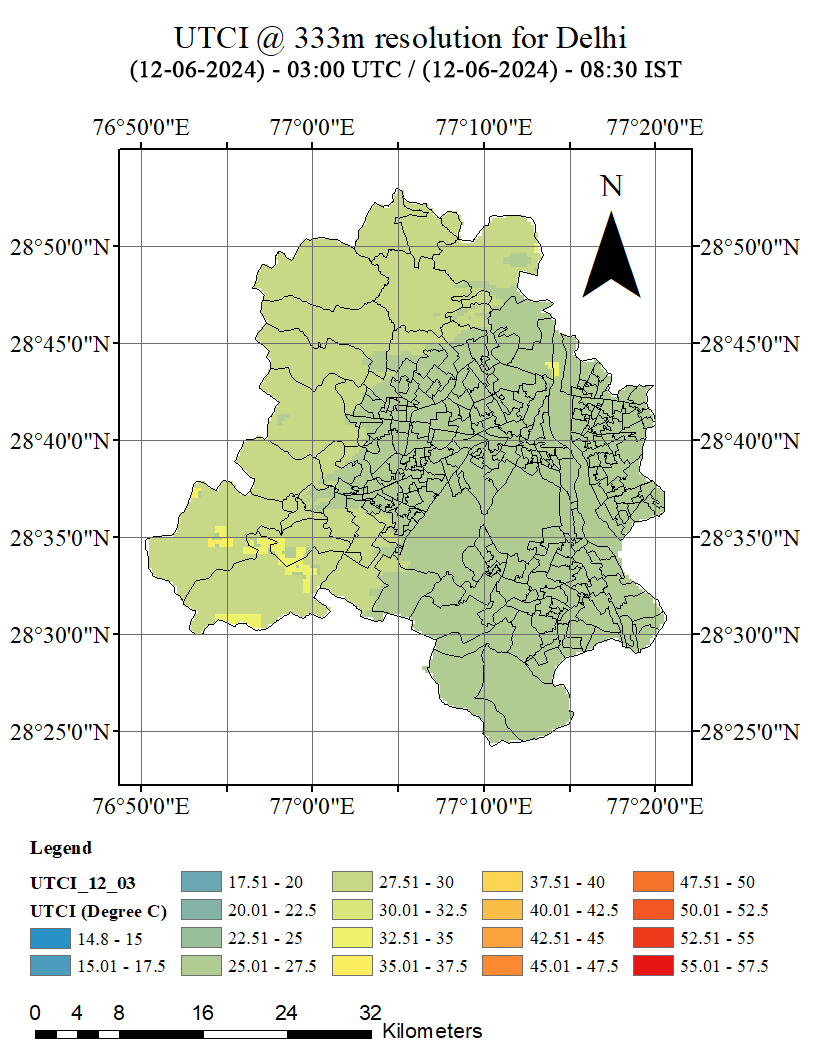 UTCI @ 333m resolution for Delhi
(12-06-2024) - 03:00 UTC / (12-06-2024) - 08:30 IST
76°50'0"E 77°0'0"E 77°10'0"E 77°20'0"E
N
28°50'0"N 28°50'0"N
28°45'0"N 28°45'0"N
28°40'0"N 28°40'0"N
28°35'0"N 28°35'0"N
28°30'0"N 28°30'0"N
28°25'0"N 28°25'0"N
76°50'0"E 77°0'0"E 77°10'0"E 77°20'0"E
Legend
UTCI_12_03 17.51 - 20 27.51 - 30 37.51 - 40 47.51 - 50
UTCI (Degree C) 20.01 - 22.5 30.01 - 32.5 40.01 - 42.5 50.01 - 52.5
14.8 - 15 22.51 - 25 32.51 - 35 42.51 - 45 52.51 - 55
15.01 - 17.5 25.01 - 27.5 35.01 - 37.5 45.01 - 47.5 55.01 - 57.5
0 4 8 16 24 32
Kilometers